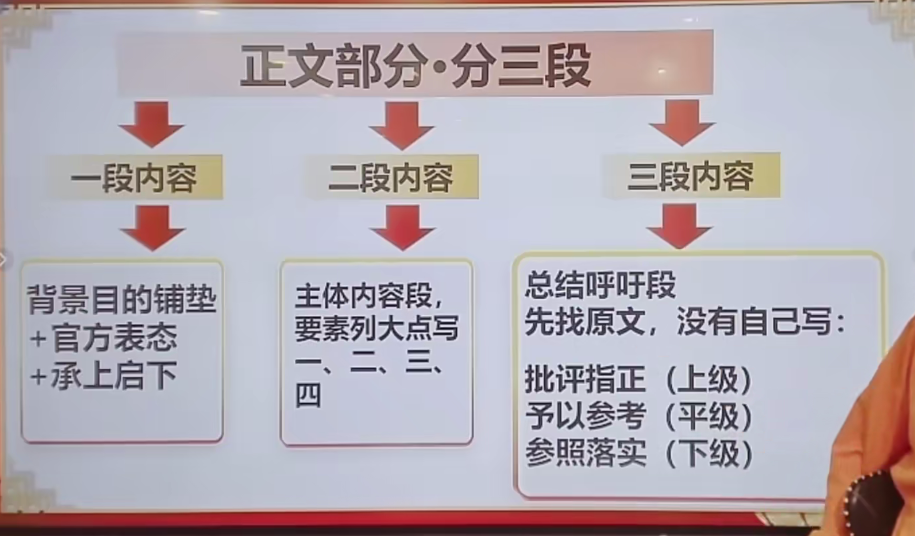 正文部分·分三段
一段内容
二段内容
三段内容
背景目的铺垫
+官方表态
+承上启下
主体内容段，
要素列大点写
一、二、三、
四
总结呼吁段
先找原文，没有自己写：
批评指正（上级）
予以参考（平级）
参照落实（下级）